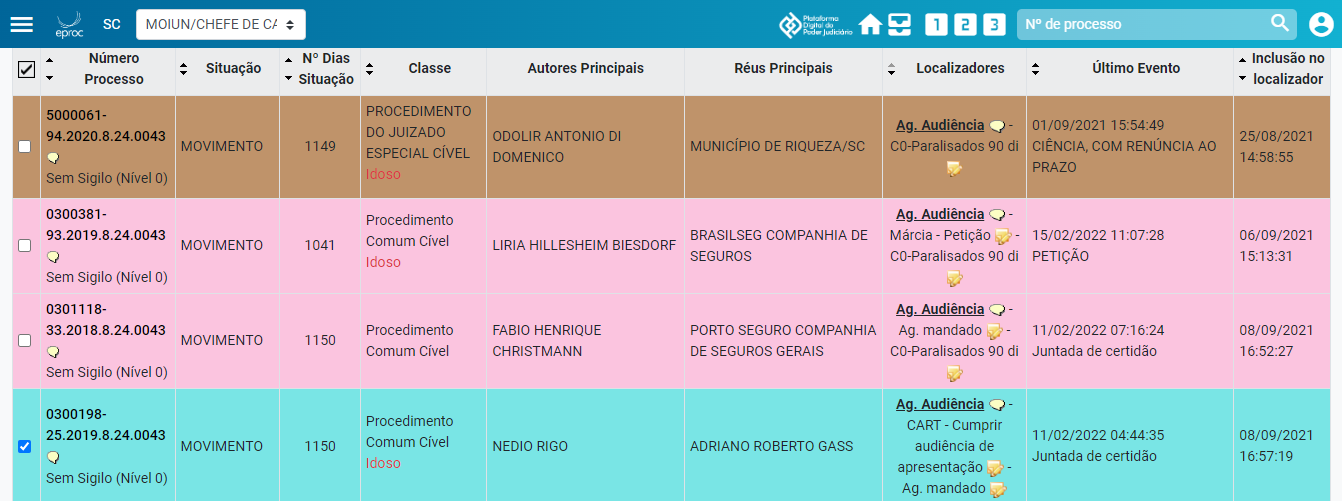 eproc
SC
MOIUN/CHEFE DE CA
Plataforma
Digital do
Poder Judiciário
1 2 3
Nº de processo
Número
Processo
Situação
Nº Dias
Situação
Classe
Autores Principais
Réus Principais
Localizadores
Último Evento
Inclusão no
localizador
5000061-
94.2020.8.24.0043
Sem Sigilo (Nível 0)
MOVIMENTO
1149
PROCEDIMENTO
DO JUIZADO
ESPECIAL CÍVEL
Idoso
ODOLIR ANTONIO DI
DOMENICO
MUNICÍPIO DE RIQUEZA/SC
Ag. Audiência -
C0-Paralisados 90 di
01/09/2021 15:54:49
CIÊNCIA, COM RENÚNCIA AO
PRAZO
25/08/2021
14:58:55
0300381-
93.2019.8.24.0043
Sem Sigilo (Nível 0)
MOVIMENTO
1041
Procedimento
Comum Cível
Idoso
LIRIA HILLESHEIM BIESDORF
BRASILSEG COMPANHIA DE
SEGUROS
Ag. Audiência -
Márcia - Petição -
C0-Paralisados 90 di
15/02/2022 11:07:28
PETIÇÃO
06/09/2021
15:13:31
0301118-
33.2018.8.24.0043
Sem Sigilo (Nível 0)
MOVIMENTO
1150
Procedimento
Comum Cível
FABIO HENRIQUE
CHRISTMANN
PORTO SEGURO COMPANHIA
DE SEGUROS GERAIS
Ag. Audiência -
Ag. mandado -
C0-Paralisados 90 di
11/02/2022 07:16:24
Juntada de certidão
08/09/2021
16:52:27
0300198-
25.2019.8.24.0043
Sem Sigilo (Nível 0)
MOVIMENTO
1150
Procedimento
Comum Cível
Idoso
NEDIO RIGO
ADRIANO ROBERTO GASS
Ag. Audiência -
CART - Cumprir
audiência de
apresentação -
Ag. mandado
11/02/2022 04:44:35
Juntada de certidão
08/09/2021
16:57:19